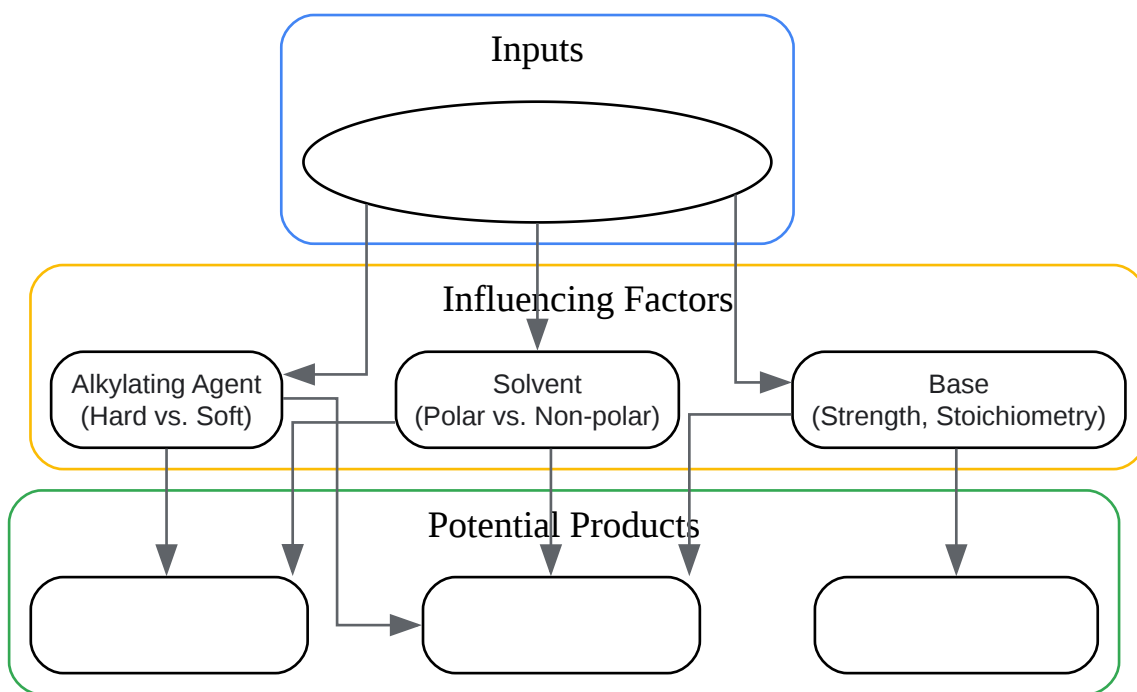 Inputs
Influencing Factors
Alkylating Agent
(Hard vs. Soft)
Solvent
(Polar vs. Non-polar)
Base
(Strength, Stoichiometry)
Potential Products